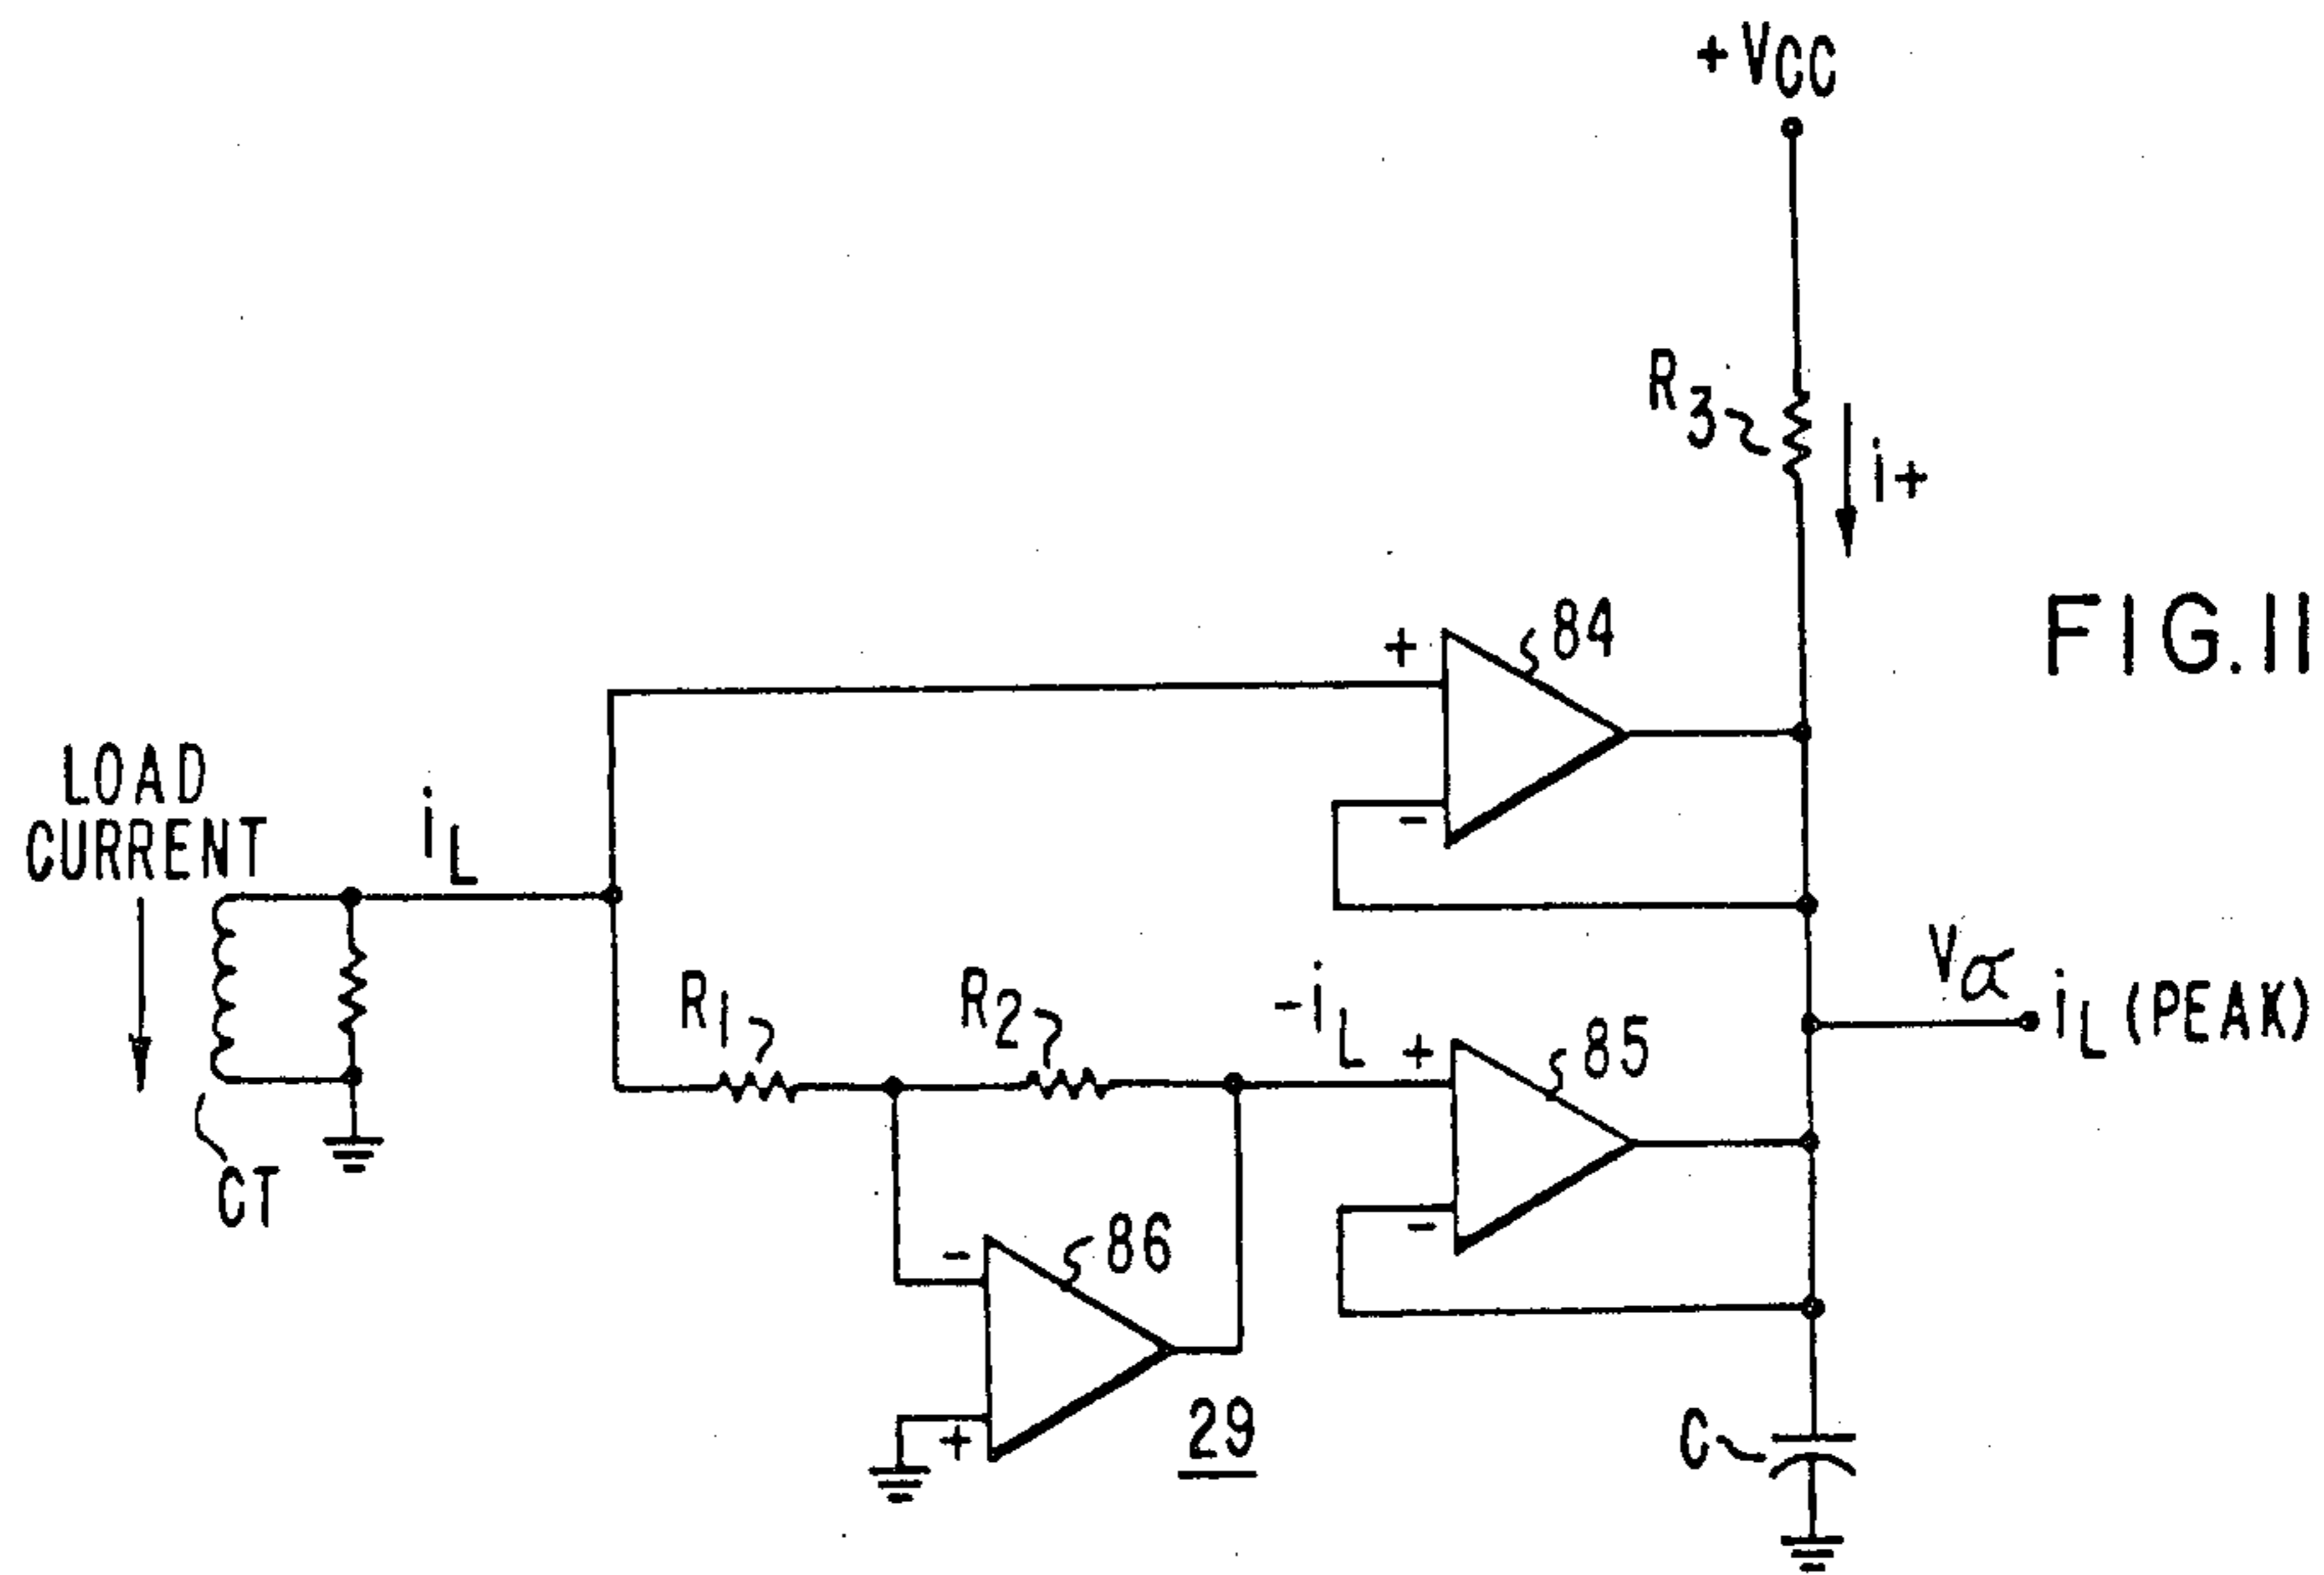 +VCC
R3
i+
84
FIG.11
LOAD
CURRENT
iL
Vα
iL (PEAK)
R1
R2
-iL
85
CT
86
29
C
+
-
+
-
-
+